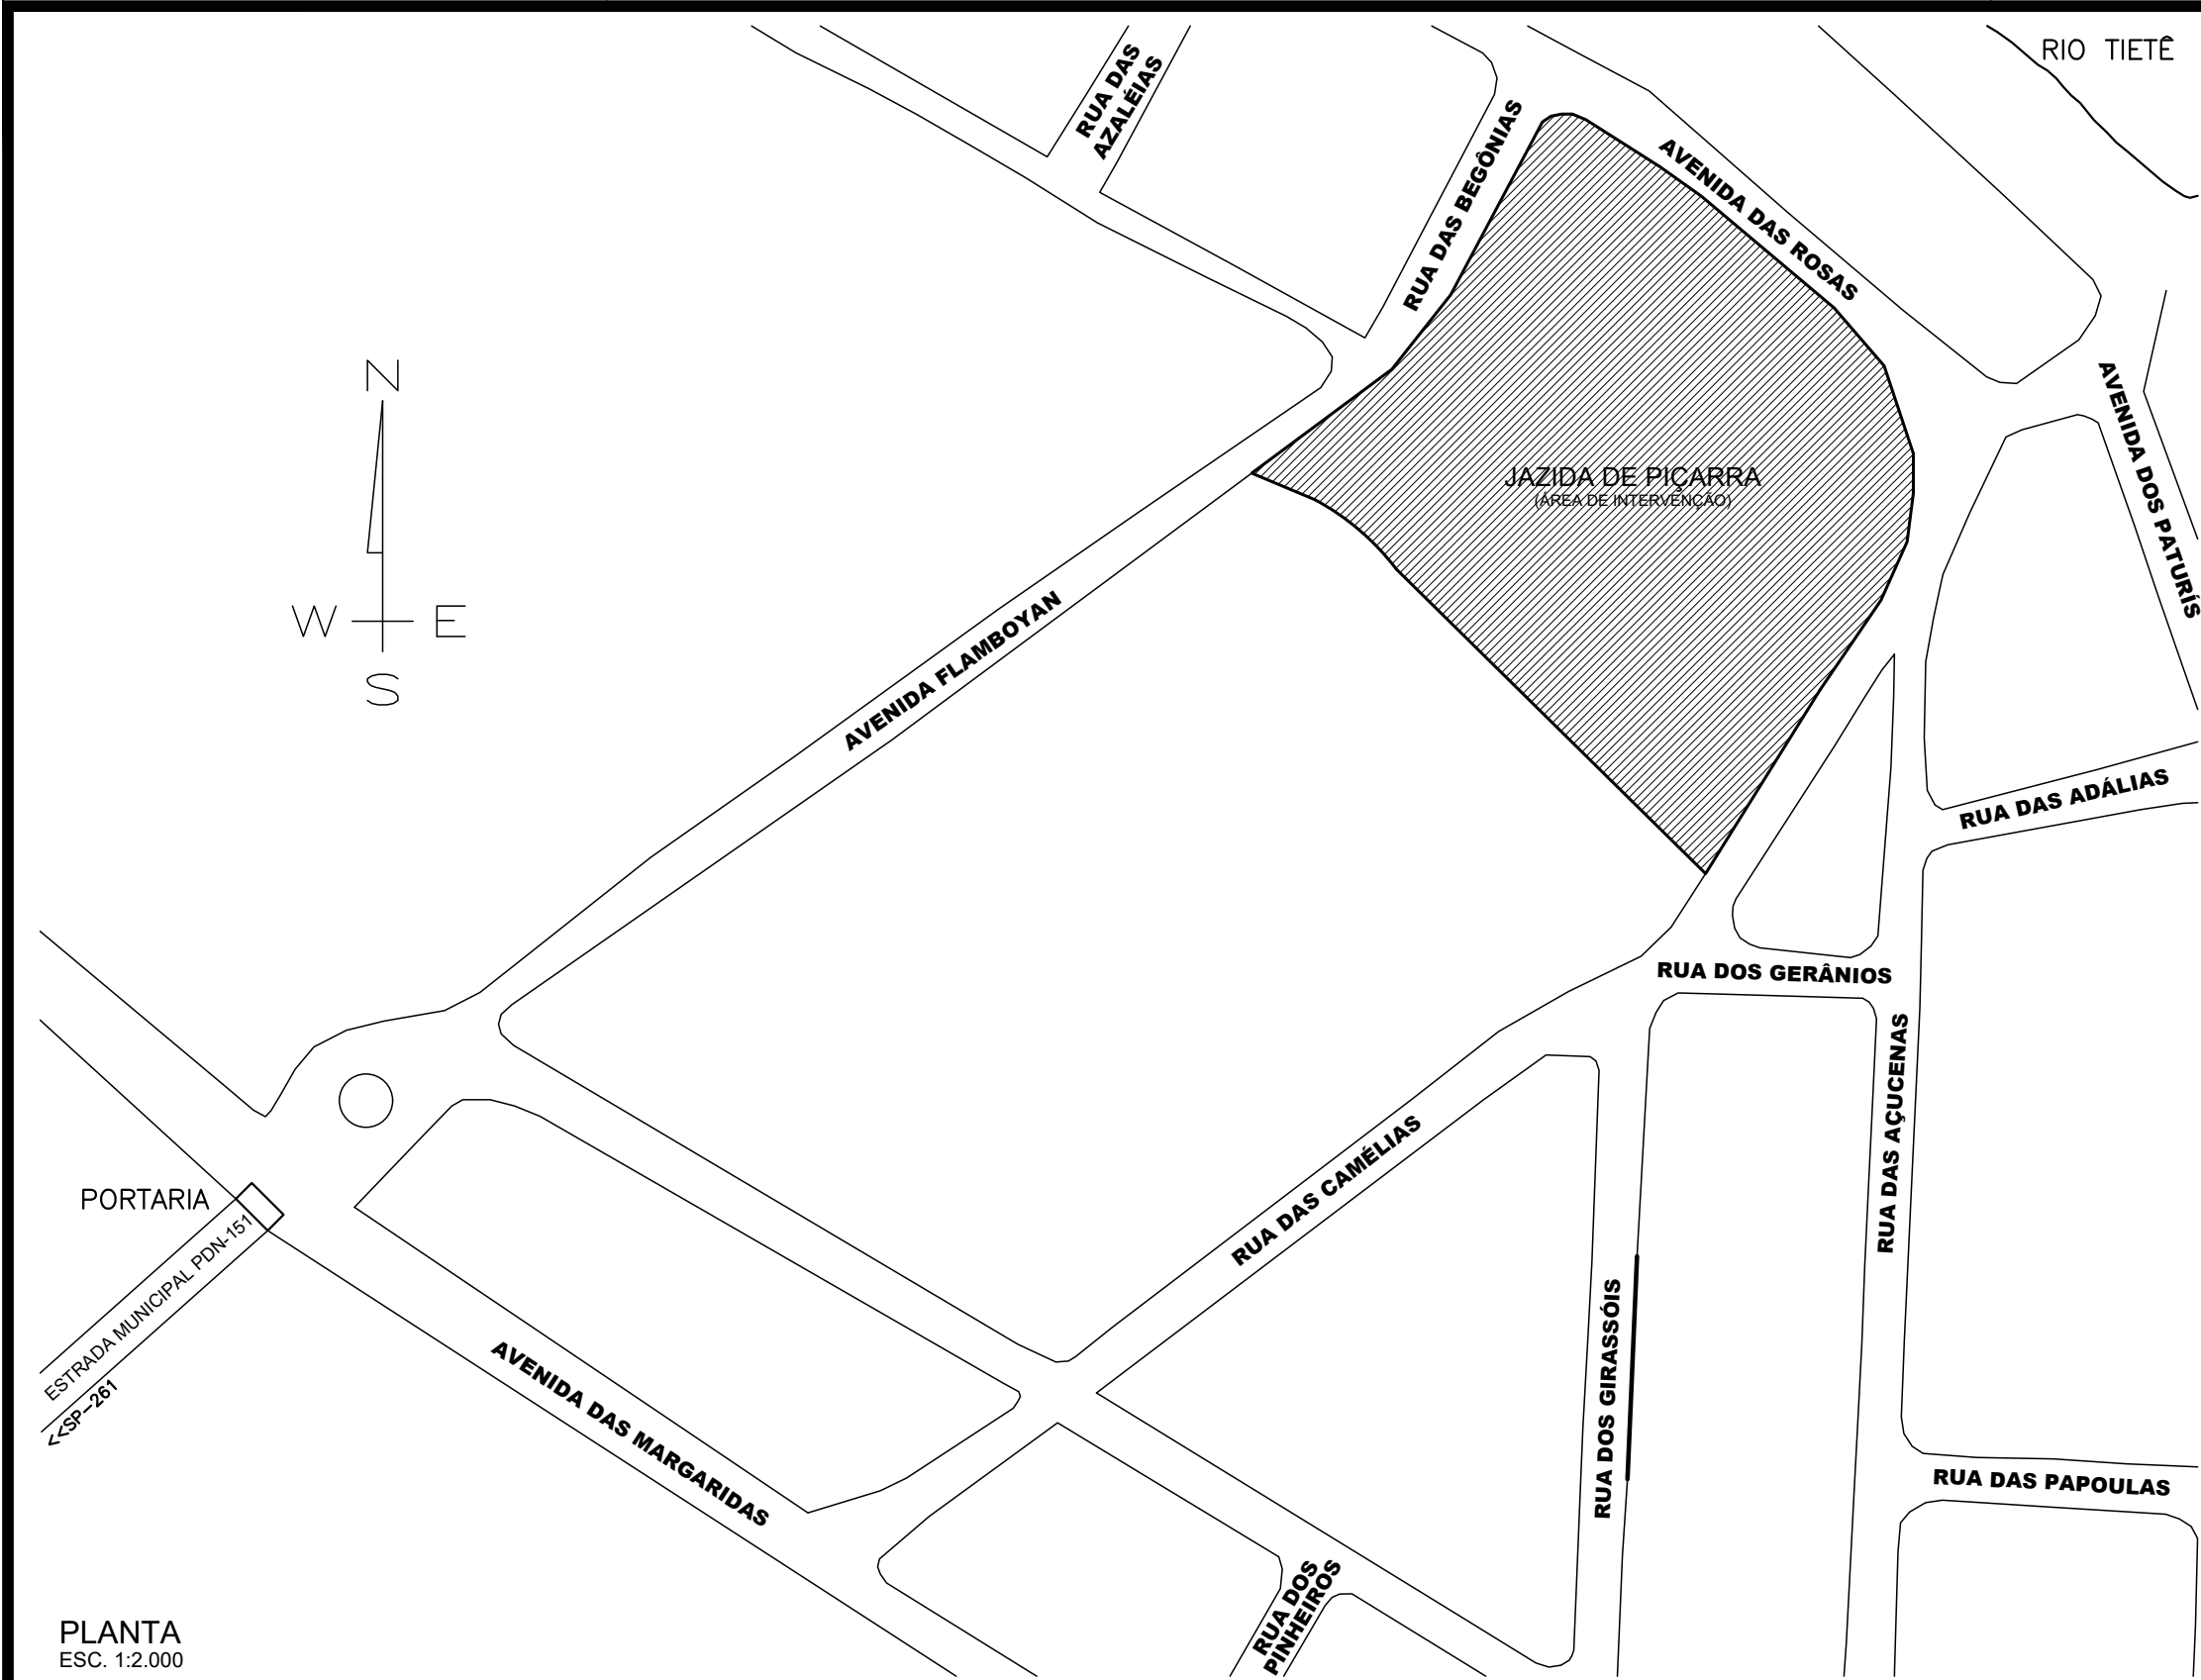 RIO TIETÊ
RUA DAS
AZALÉIAS
RUA DAS BEGÔNIAS
AVENIDA DAS ROSAS
N
W E
S
JAZIDA DE PIÇARRA
(ÁREA DE INTERVENÇÃO)
AVENIDA DOS PATURÍS
AVENIDA FLAMBOYAN
RUA DAS ADÁLIAS
RUA DOS GERÂNIOS
RUA DAS AÇUCENAS
RUA DAS CAMÉLIAS
PORTARIA
ESTRADA MUNICIPAL PDN-151
<<SP-261
AVENIDA DAS MARGARIDAS
RUA DOS GIRASSÓIS
RUA DAS PAPOULAS
RUA DOS
PINHEIROS
PLANTA
ESC. 1:2.000